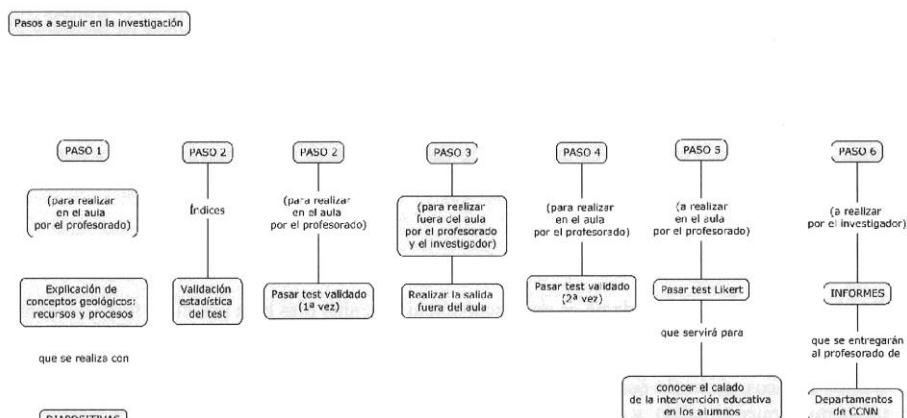 Pasos a seguir en la investigación
PASO 1
(para realizar
en el aula
por el profesorado)
Explicación de
conceptos geológicos:
recursos y procesos
que se realiza con
DIAPOSITIVAS
PASO 2
Índices
Validación
estadística
del test
PASO 2
(para realizar
en el aula
por el profesorado)
Pasar test validado
(1ª vez)
PASO 3
(para realizar
fuera del aula
por el profesorado
y el investigador)
Realizar la salida
fuera del aula
PASO 4
(para realizar
en el aula
por el profesorado)
Pasar test validado
(2ª vez)
PASO 5
(a realizar
en el aula
por el profesorado)
Pasar test Likert
que servirá para
conocer el calado
de la intervención educativa
en los alumnos
PASO 6
(a realizar
por el investigador)
INFORMES
que se entregarán
al profesorado de
Departamentos
de CCNN